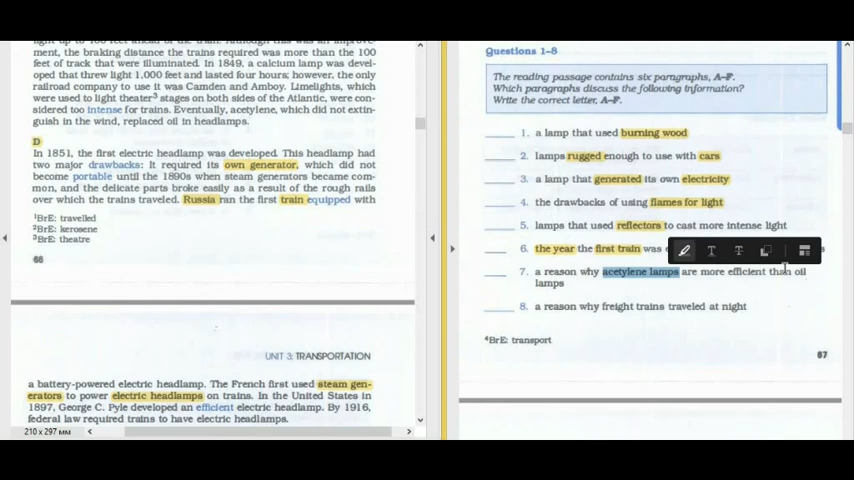 light up to 100 feet ahead of the train. Although this was an improve-
ment, the braking distance the trains required was more than the 100
feet of track that were illuminated. In 1849, a calcium lamp was devel-
oped that threw light 1,000 feet and lasted four hours; however, the only
railroad company to use it was Camden and Amboy. Limelights, which
were used to light theater³ stages on both sides of the Atlantic, were con-
sidered too intense for trains. Eventually, acetylene, which did not extin-
guish in the wind, replaced oil in headlamps.
D
In 1851, the first electric headlamp was developed. This headlamp had
two major drawbacks: It required its own generator, which did not
become portable until the 1890s when steam generators became com-
mon, and the delicate parts broke easily as a result of the rough rails
over which the trains traveled. Russia ran the first train equipped with
¹BrE: travelled
²BrE: kerosene
³BrE: theatre
66
UNIT 3: TRANSPORTATION
a battery-powered electric headlamp. The French first used steam gen-
erators to power electric headlamps on trains. In the United States in
1897, George C. Pyle developed an efficient electric headlamp. By 1916,
federal law required trains to have electric headlamps.
210 x 297 мм
Questions 1–8
The reading passage contains six paragraphs, A–F.
Which paragraphs discuss the following information?
Write the correct letter, A–F.
1. a lamp that used burning wood
2. lamps rugged enough to use with cars
3. a lamp that generated its own electricity
4. the drawbacks of using flames for light
5. lamps that used reflectors to cast more intense light
6. the year the first train was
7. a reason why acetylene lamps are more efficient than oil
lamps
8. a reason why freight trains traveled at night
⁴BrE: transport
67